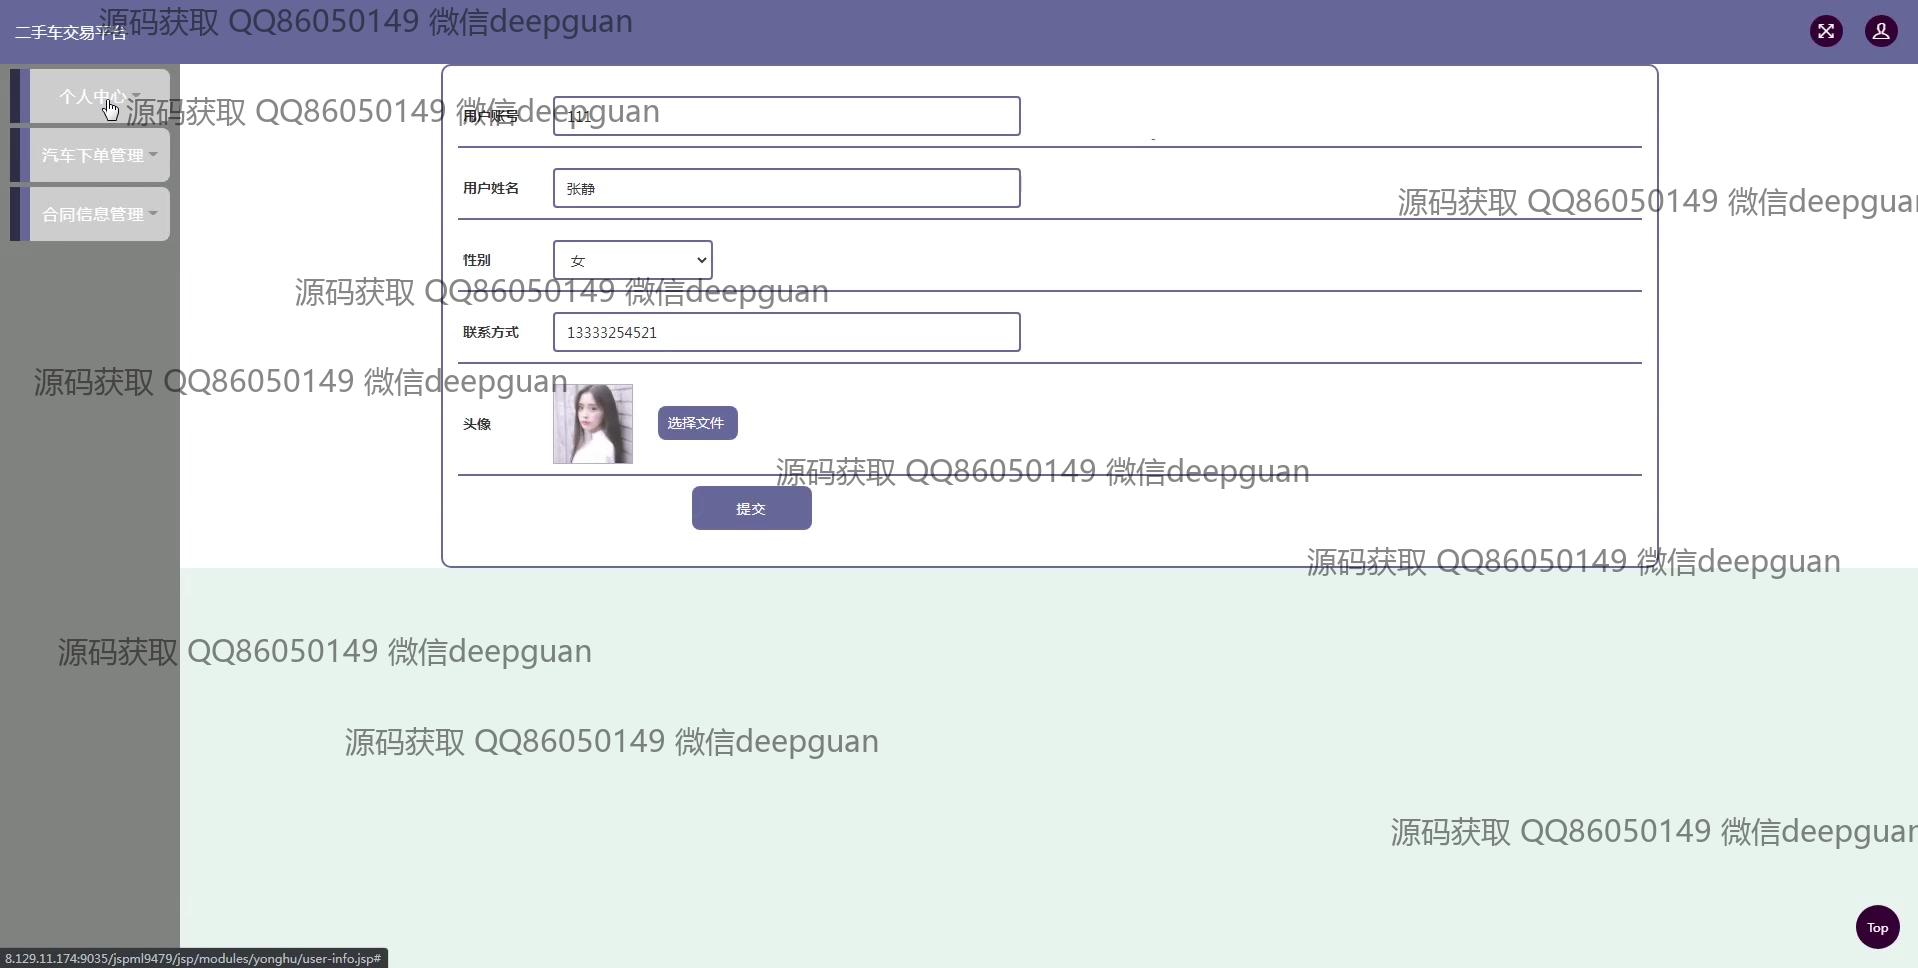 源码获取 QQ86050149 微信deepguan
二手车交易平台
个人中心
源码获取 QQ86050149 微信deepguan
用户账号
111
汽车下单管理
用户姓名
张静
源码获取 QQ86050149 微信deepguan
合同信息管理
性别
女
源码获取 QQ86050149 微信deepguan
联系方式
13333254521
源码获取 QQ86050149 微信deepguan
头像
选择文件
源码获取 QQ86050149 微信deepguan
提交
源码获取 QQ86050149 微信deepguan
源码获取 QQ86050149 微信deepguan
源码获取 QQ86050149 微信deepguan
源码获取 QQ86050149 微信deepguan
Top
8.129.11.174:9035/jspml9479/jsp/modules/yonghu/user-info.jsp#